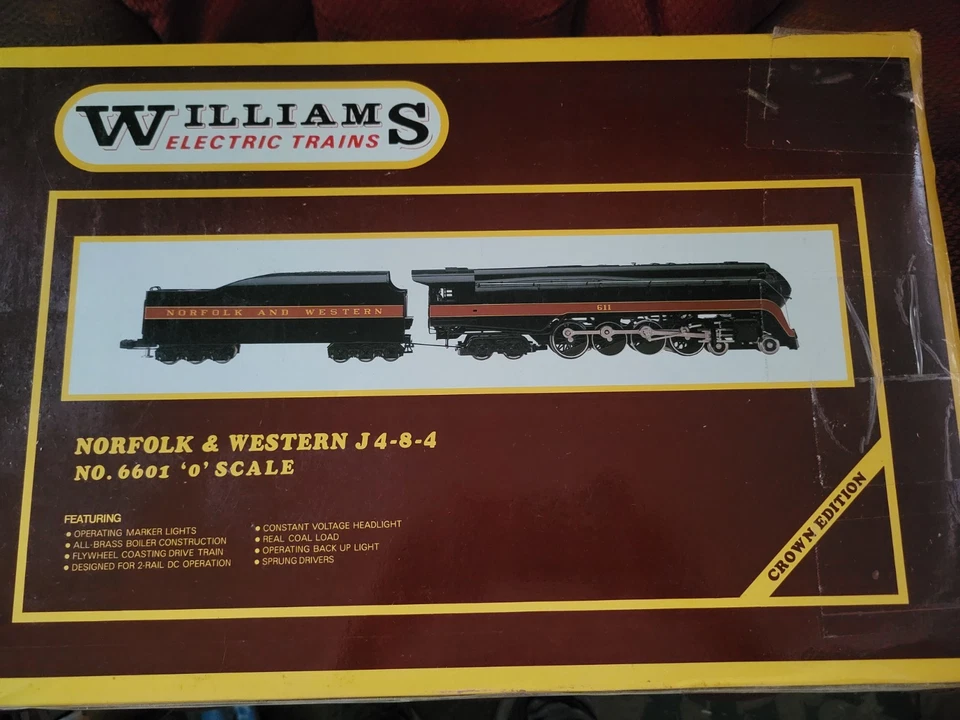 WILLIAMS
ELECTRIC TRAINS
NORFOLK AND WESTERN
611
NORFOLK & WESTERN J 4-8-4
NO. 6601 'O' SCALE
FEATURING
• OPERATING MARKER LIGHTS
• ALL-BRASS BOILER CONSTRUCTION
• FLYWHEEL COASTING DRIVE TRAIN
• DESIGNED FOR 2-RAIL DC OPERATION
• CONSTANT VOLTAGE HEADLIGHT
• REAL COAL LOAD
• OPERATING BACK UP LIGHT
• SPRUNG DRIVERS
CROWN EDITION